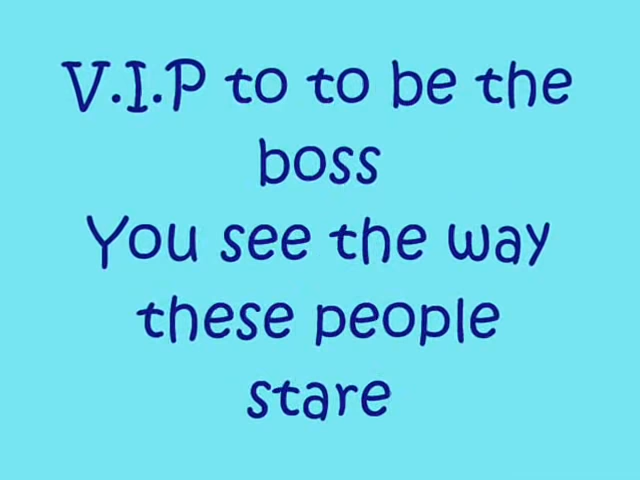 V.I.P to to be the
boss
You see the way
these people
stare